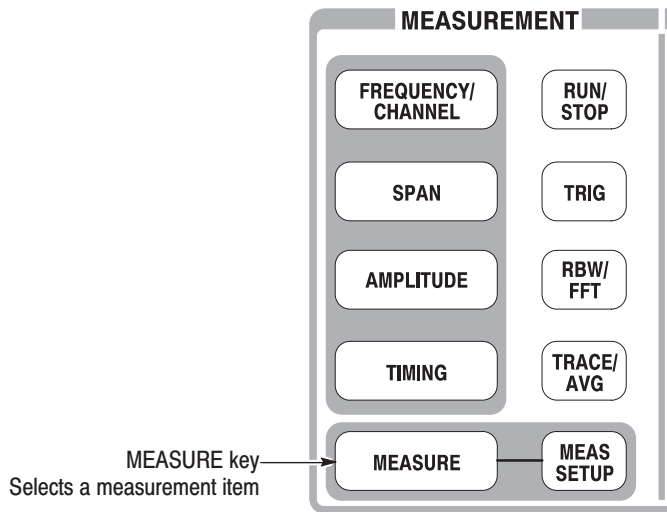 MEASUREMENT
FREQUENCY/
CHANNEL
RUN/
STOP
SPAN
TRIG
AMPLITUDE
RBW/
FFT
TIMING
TRACE/
AVG
MEASURE key
Selects a measurement item
MEASURE
MEAS
SETUP